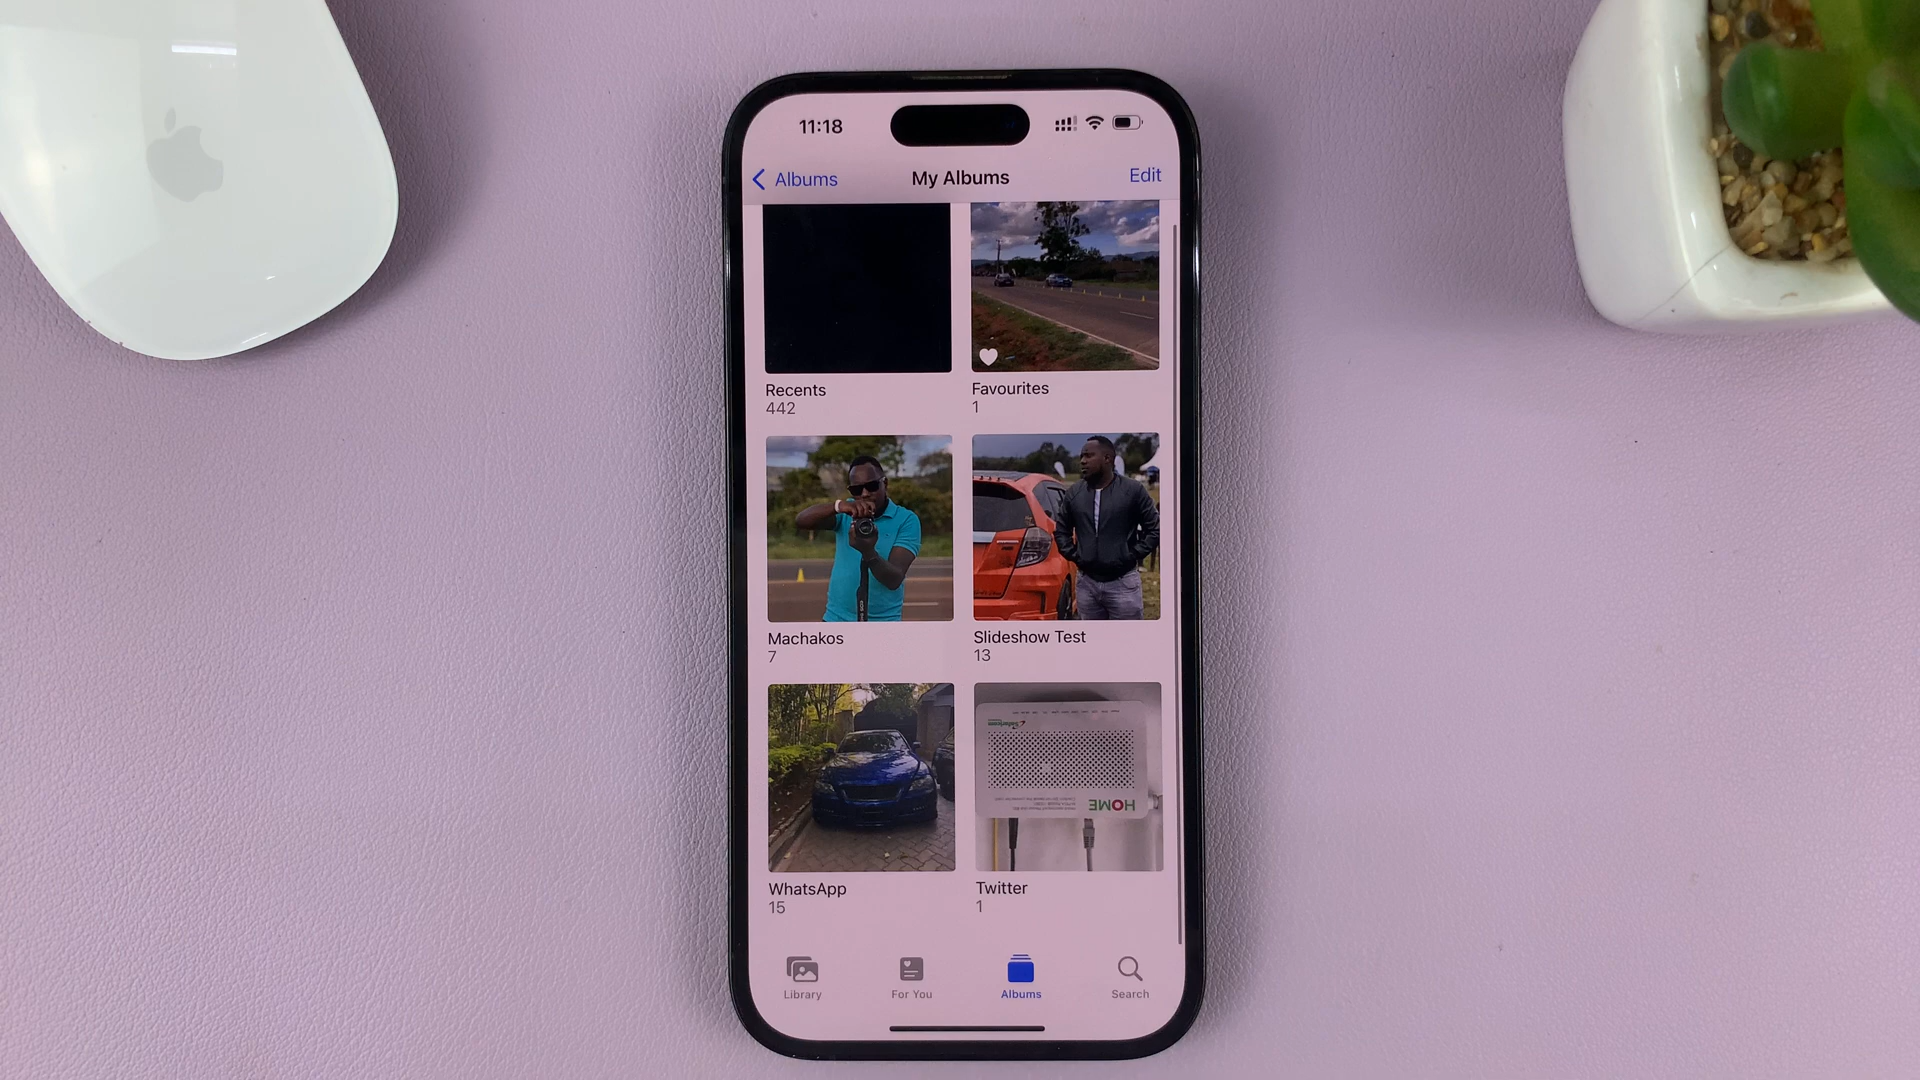 11:18
Albums
My Albums
Edit
Recents
442
Favourites
1
Machakos
7
Slideshow Test
13
Safaricom
HOME
WhatsApp
15
Twitter
1
Library
For You
Albums
Search